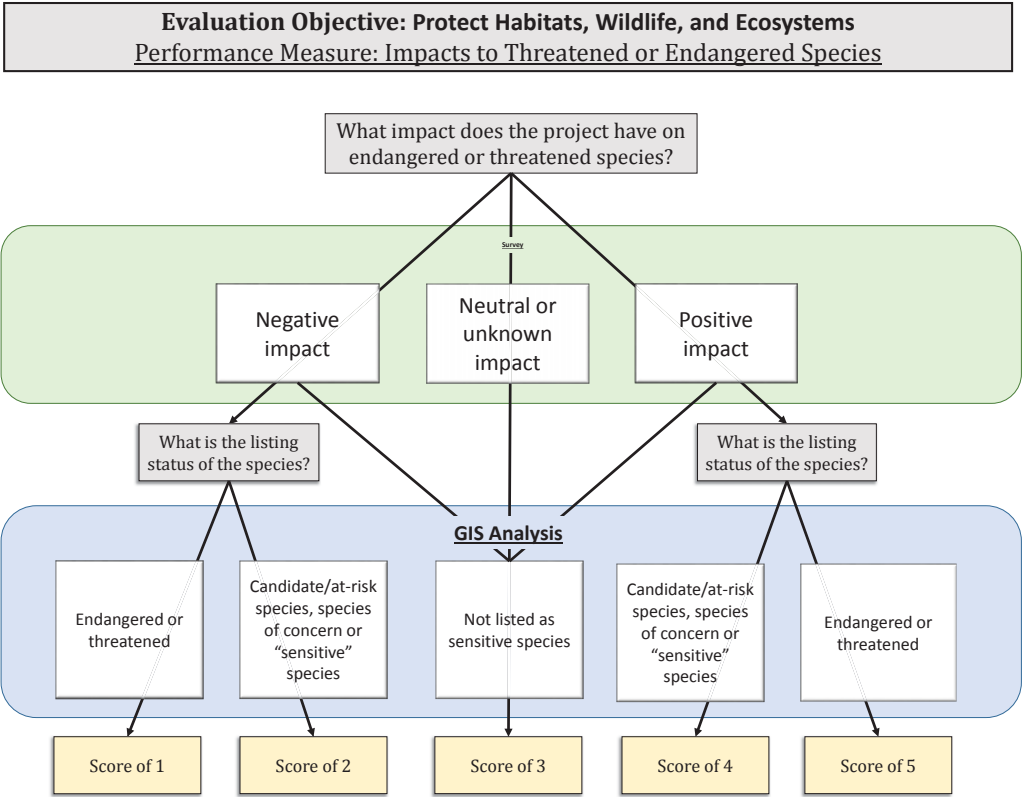 Evaluation Objective: Protect Habitats, Wildlife, and Ecosystems
Performance Measure: Impacts to Threatened or Endangered Species
What impact does the project have on
endangered or threatened species?
Survey
Negative
impact
Neutral or
unknown
impact
Positive
impact
What is the listing
status of the species?
What is the listing
status of the species?
GIS Analysis
Endangered or
threatened
Candidate/at-risk
species, species
of concern or
“sensitive”
species
Not listed as
sensitive species
Candidate/at-risk
species, species
of concern or
“sensitive”
species
Endangered or
threatened
Score of 1
Score of 2
Score of 3
Score of 4
Score of 5